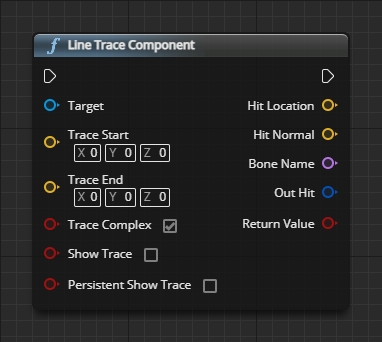 f Line Trace Component
Target Hit Location
Trace Start Hit Normal
X 0 Y 0 Z 0 Bone Name
Trace End Out Hit
X 0 Y 0 Z 0
Trace Complex Return Value
Show Trace
Persistent Show Trace